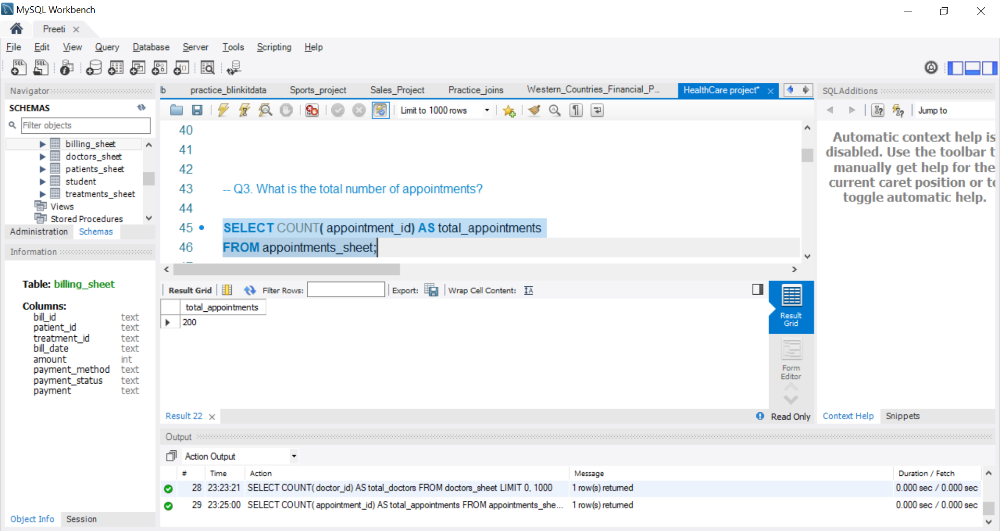 MySQL Workbench
Preeti
File Edit View Query Database Server Tools Scripting Help
Navigator
SCHEMAS
Filter objects
billing_sheet
doctors_sheet
patients_sheet
student
treatments_sheet
Views
Stored Procedures
Administration Schemas
Information
Table: billing_sheet
Columns:
bill_id text
patient_id text
treatment_id text
bill_date text
amount int
payment_method text
payment_status text
payment text
Object Info Session
lb practice_blinkitdata Sports_project Sales_Project Practice_joins Western_Countries_Financial_P... HealthCare project*
Limit to 1000 rows
40
41
42
43 -- Q3. What is the total number of appointments?
44
45 SELECT COUNT( appointment_id) AS total_appointments
46 FROM appointments_sheet;
Result Grid Filter Rows: Export: Wrap Cell Content:
total_appointments
200
Result
Grid
Form
Editor
Result 22 Read Only
Output
Action Output
# Time Action Message Duration / Fetch
28 23:23:21 SELECT COUNT( doctor_id) AS total_doctors FROM doctors_sheet LIMIT 0, 1000 1 row(s) returned 0.000 sec / 0.000 sec
29 23:25:00 SELECT COUNT( appointment_id) AS total_appointments FROM appointments_she... 1 row(s) returned 0.000 sec / 0.000 sec
SQLAdditions
Jump to
Automatic context help is
disabled. Use the toolbar t
manually get help for the
current caret position or to
toggle automatic help.
Context Help Snippets